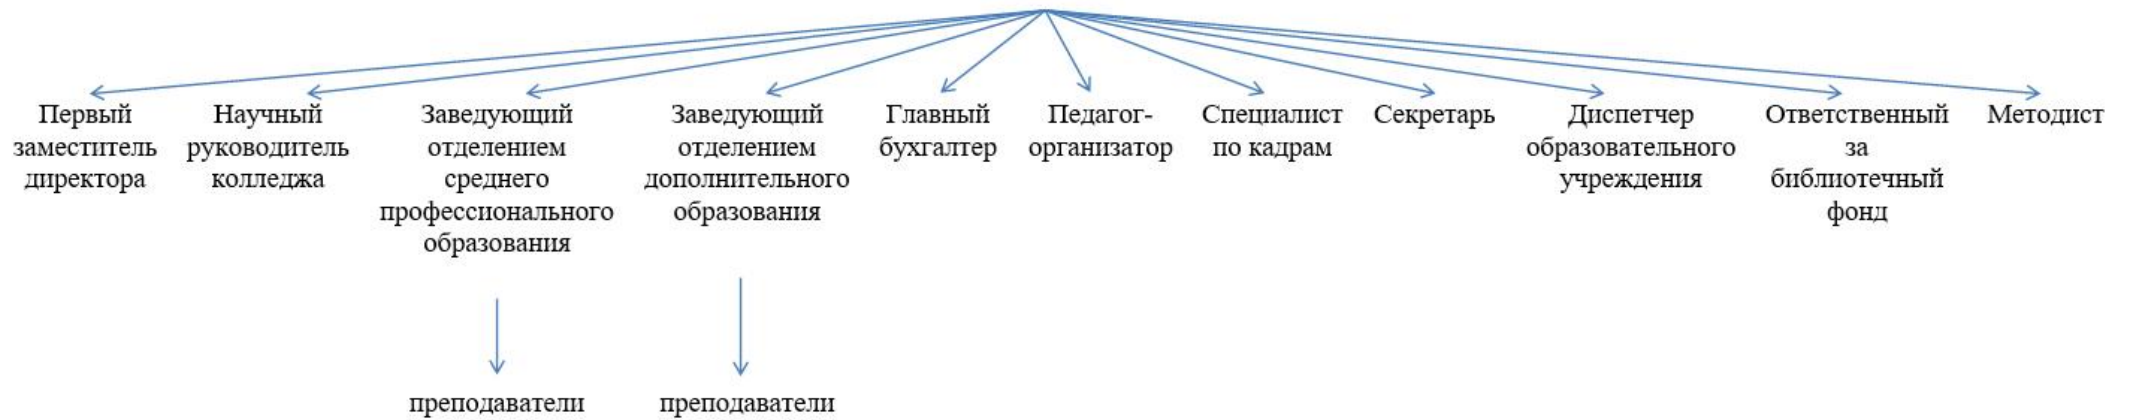 Первый
заместитель
директора
Научный
руководитель
колледжа
Заведующий
отделением
среднего
профессионального
образования
Заведующий
отделением
дополнительного
образования
Главный
бухгалтер
Педагог-
организатор
Специалист
по кадрам
Секретарь
Диспетчер
образовательного
учреждения
Ответственный
за
библиотечный
фонд
Методист
преподаватели
преподаватели